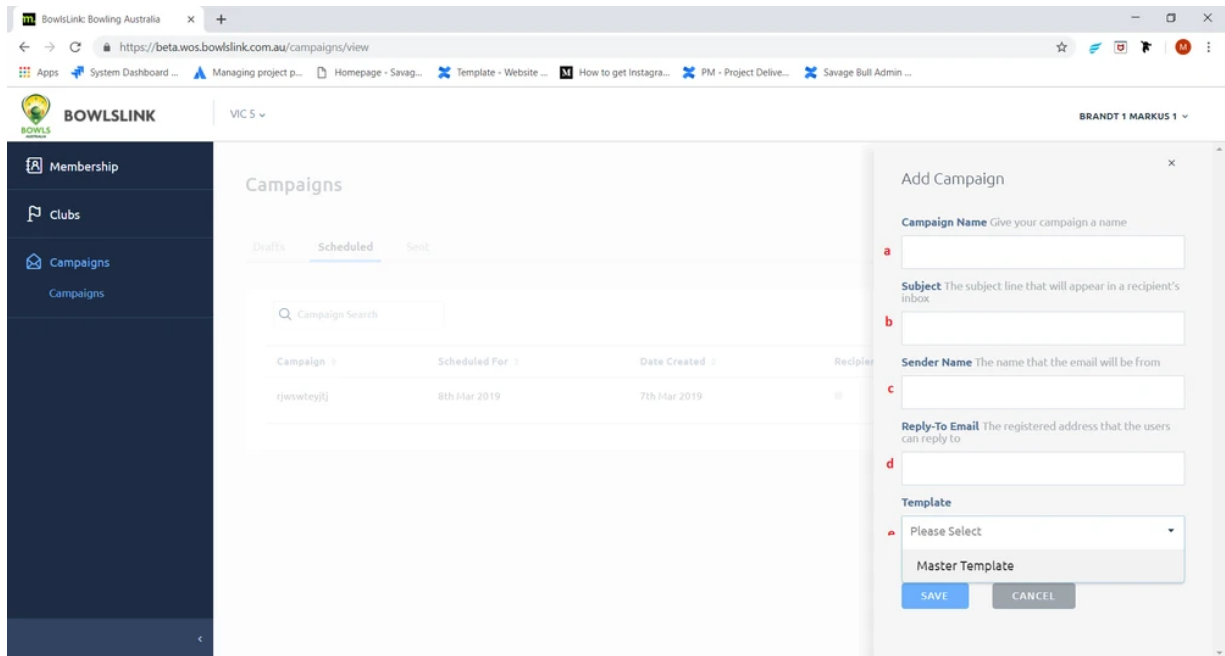 BowlsLink: Bowling Australia
https://beta.wos.bowlslink.com.au/campaigns/view
M
Apps System Dashboard ... Managing project p... Homepage - Savag... Template - Website ... How to get Instagra... PM - Project Delive... Savage Bull Admin ...
BOWLS
BOWLSLINK
VIC 5
BRANDT 1 MARKUS 1
Membership
Clubs
Campaigns
Campaigns
Campaigns
Drafts Scheduled Sent
Campaign Search
Campaign Scheduled For Date Created Recipien
rjwswteyjtj 8th Mar 2019 7th Mar 2019
Add Campaign
Campaign Name Give your campaign a name
a
Subject The subject line that will appear in a recipient's
inbox
b
Sender Name The name that the email will be from
c
Reply-To Email The registered address that the users
can reply to
d
Template
e Please Select
Master Template
SAVE CANCEL